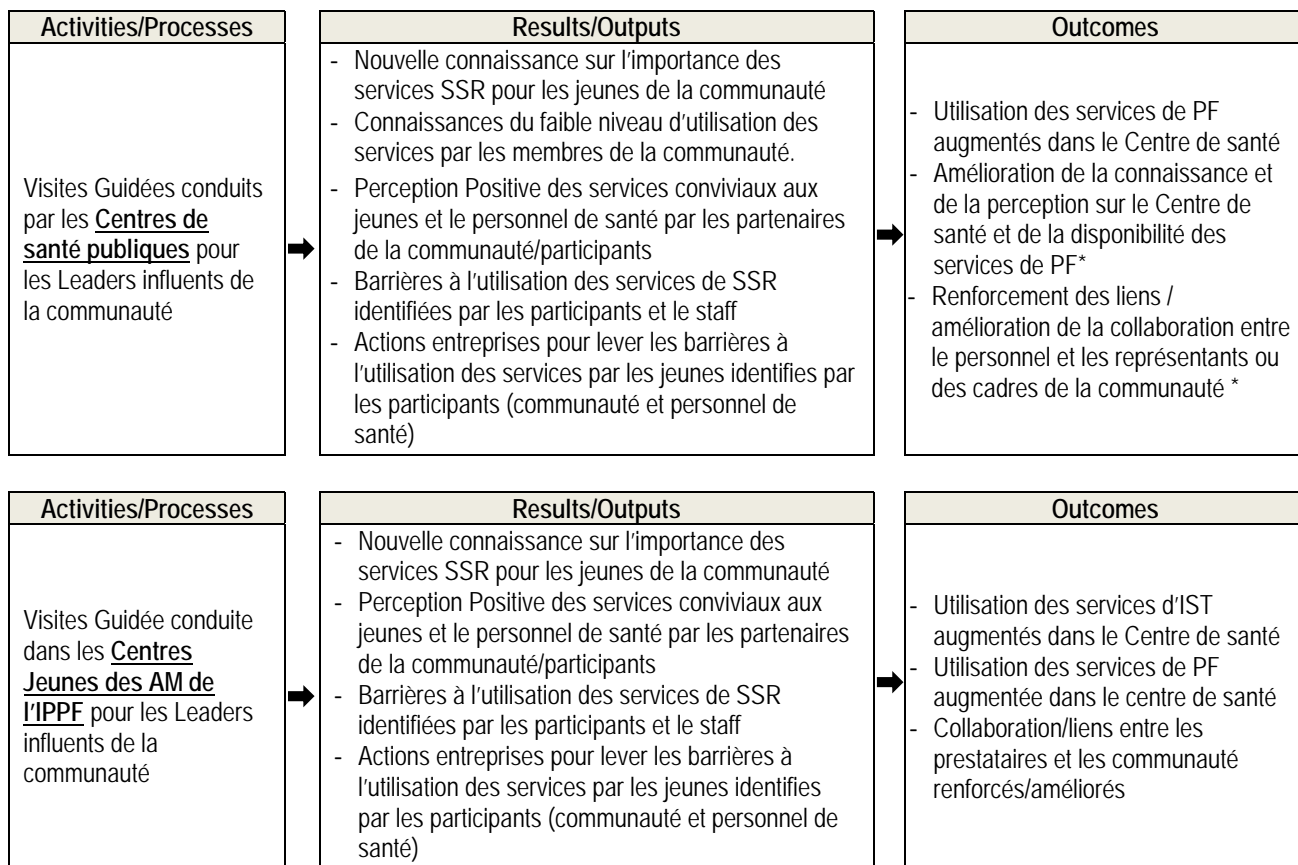 Activities/Processes
Visites Guidées conduits
par les Centres de
santé publiques pour
les Leaders influents de
la communauté
Results/Outputs
- Nouvelle connaissance sur l'importance des
services SSR pour les jeunes de la communauté
- Connaissances du faible niveau d'utilisation des
services par les membres de la communauté.
- Perception Positive des services conviviaux aux
jeunes et le personnel de santé par les partenaires
de la communauté/participants
- Barrières à l'utilisation des services de SSR
identifiées par les participants et le staff
- Actions entreprises pour lever les barrières à
l'utilisation des services par les jeunes identifies par
les participants (communauté et personnel de
santé)
Outcomes
- Utilisation des services de PF
augmentés dans le Centre de santé
- Amélioration de la connaissance et
de la perception sur le Centre de
santé et de la disponibilité des
services de PF*
- Renforcement des liens /
amélioration de la collaboration entre
le personnel et les représentants ou
des cadres de la communauté *
Activities/Processes
Visites Guidée conduite
dans les Centres
Jeunes des AM de
l'IPPF pour les Leaders
influents de la
communauté
Results/Outputs
- Nouvelle connaissance sur l'importance des
services SSR pour les jeunes de la communauté
- Perception Positive des services conviviaux aux
jeunes et le personnel de santé par les partenaires
de la communauté/participants
- Barrières à l'utilisation des services de SSR
identifiées par les participants et le staff
- Actions entreprises pour lever les barrières à
l'utilisation des services par les jeunes identifies
par les participants (communauté et personnel de
santé)
Outcomes
- Utilisation des services d'IST
augmentés dans le Centre de santé
- Utilisation des services de PF
augmentée dans le centre de santé
- Collaboration/liens entre les
prestataires et les communauté
renforcés/améliorés